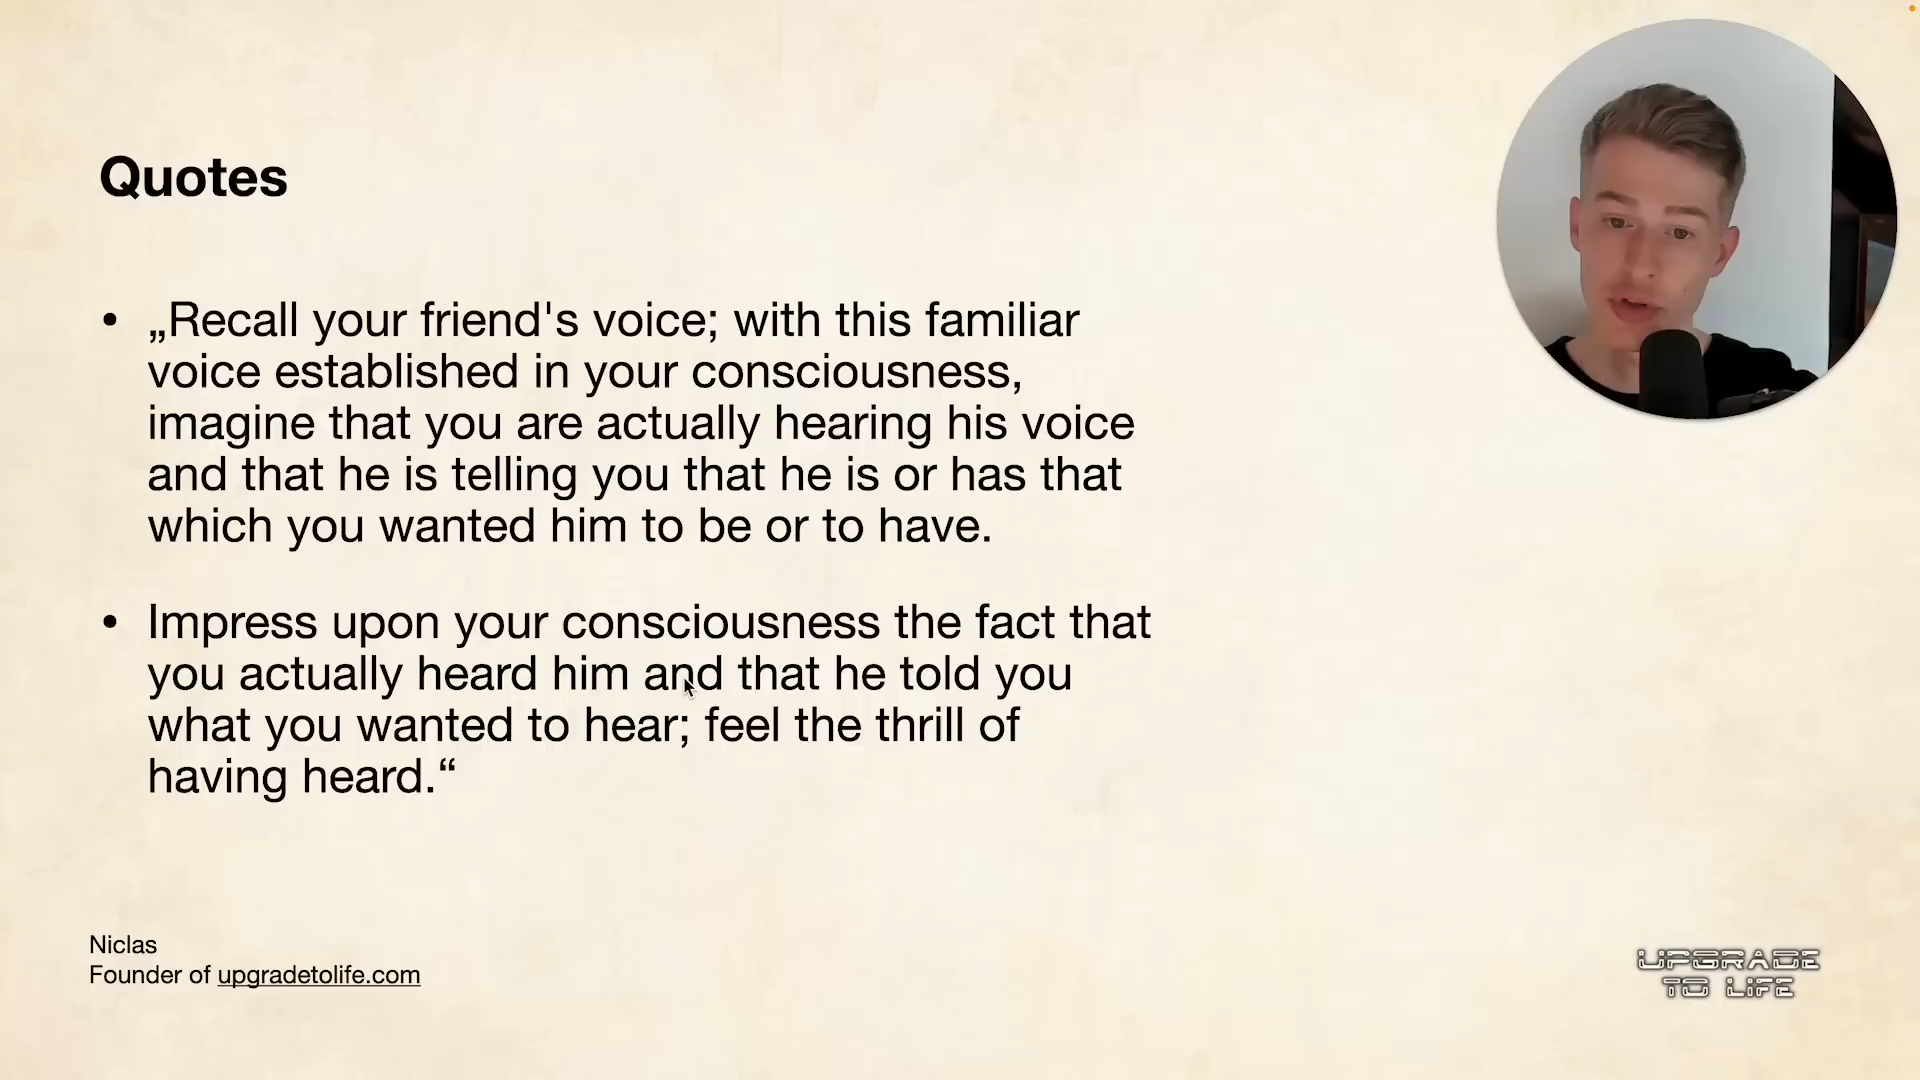 Quotes
• „Recall your friend's voice; with this familiar
voice established in your consciousness,
imagine that you are actually hearing his voice
and that he is telling you that he is or has that
which you wanted him to be or to have.
• Impress upon your consciousness the fact that
you actually heard him and that he told you
what you wanted to hear; feel the thrill of
having heard.“
Niclas
Founder of upgradetolife.com
UPGRADE
TO LIFE